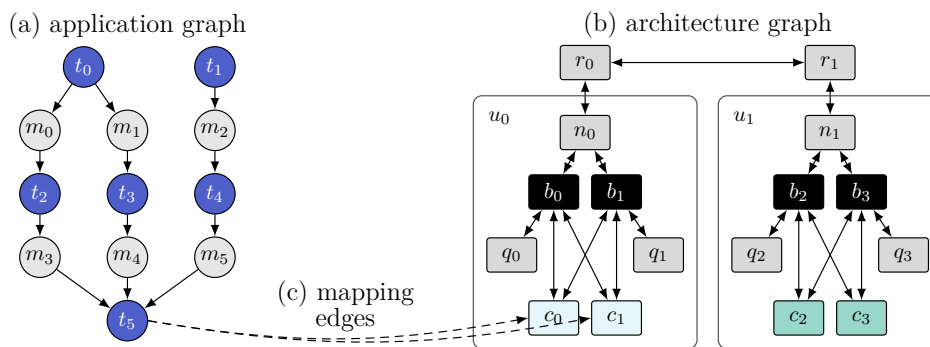 (a) application graph
(b) architecture graph
t₀ t₁
r₀ r₁
u₀ u₁
m₀ m₁ m₂
n₀ n₁
t₂ t₃ t₄
b₀ b₁ b₂ b₃
m₃ m₄ m₅
q₀ q₁ q₂ q₃
(c) mapping
edges
t₅
c₀ c₁ c₂ c₃